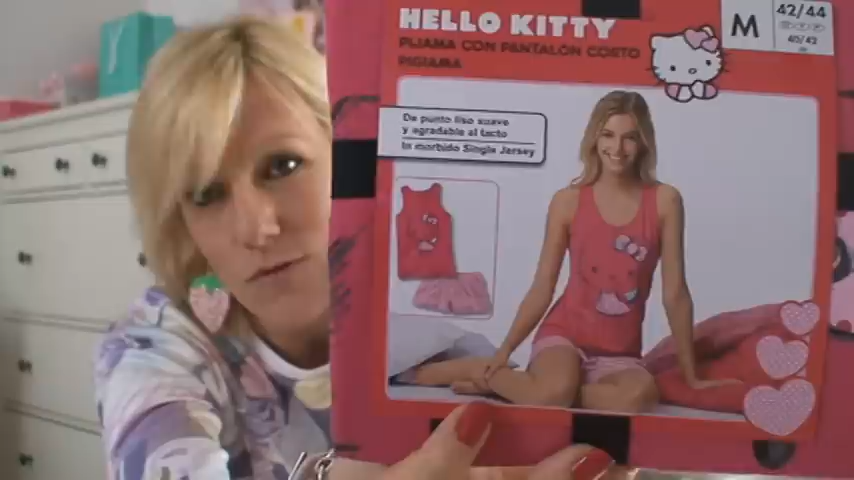 HELLO KITTY
PIJAMA CON PANTALÓN CORTO
PIGIAMA
M
42/44
40/42
De punto liso suave
y agradable al tacto
In morbido Single Jersey